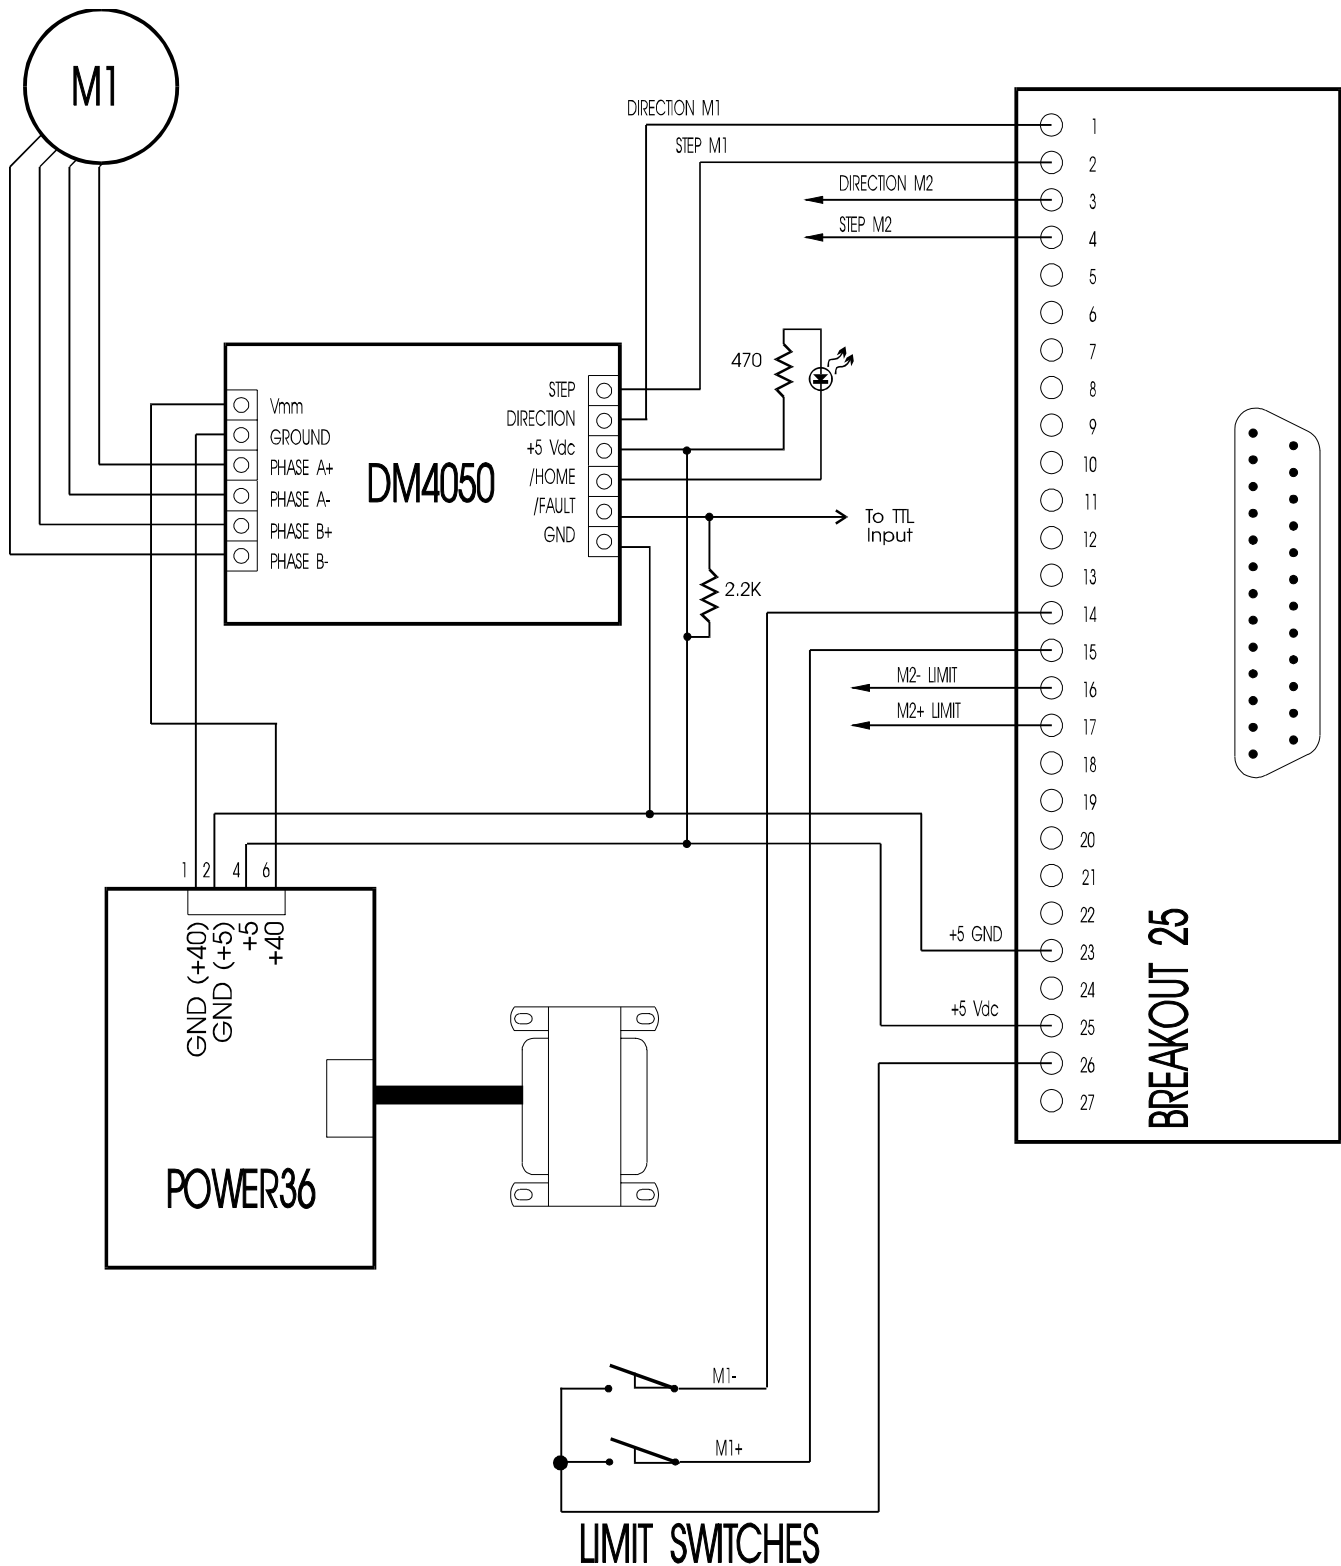 M1
DIRECTION M1
STEP M1
DIRECTION M2
STEP M2
1
2
3
4
5
6
7
8
9
10
11
12
13
14
15
16
17
18
19
20
21
22
23
24
25
26
27
BREAKOUT 25
470
Vmm
GROUND
PHASE A+
PHASE A-
PHASE B+
PHASE B-
DM4050
STEP
DIRECTION
+5 Vdc
/HOME
/FAULT
GND
To TTL
Input
2.2K
M2- LIMIT
M2+ LIMIT
1 2 4 6
GND (+40)
GND (+5)
+5
+40
+5 GND
+5 Vdc
POWER36
M1-
M1+
LIMIT SWITCHES